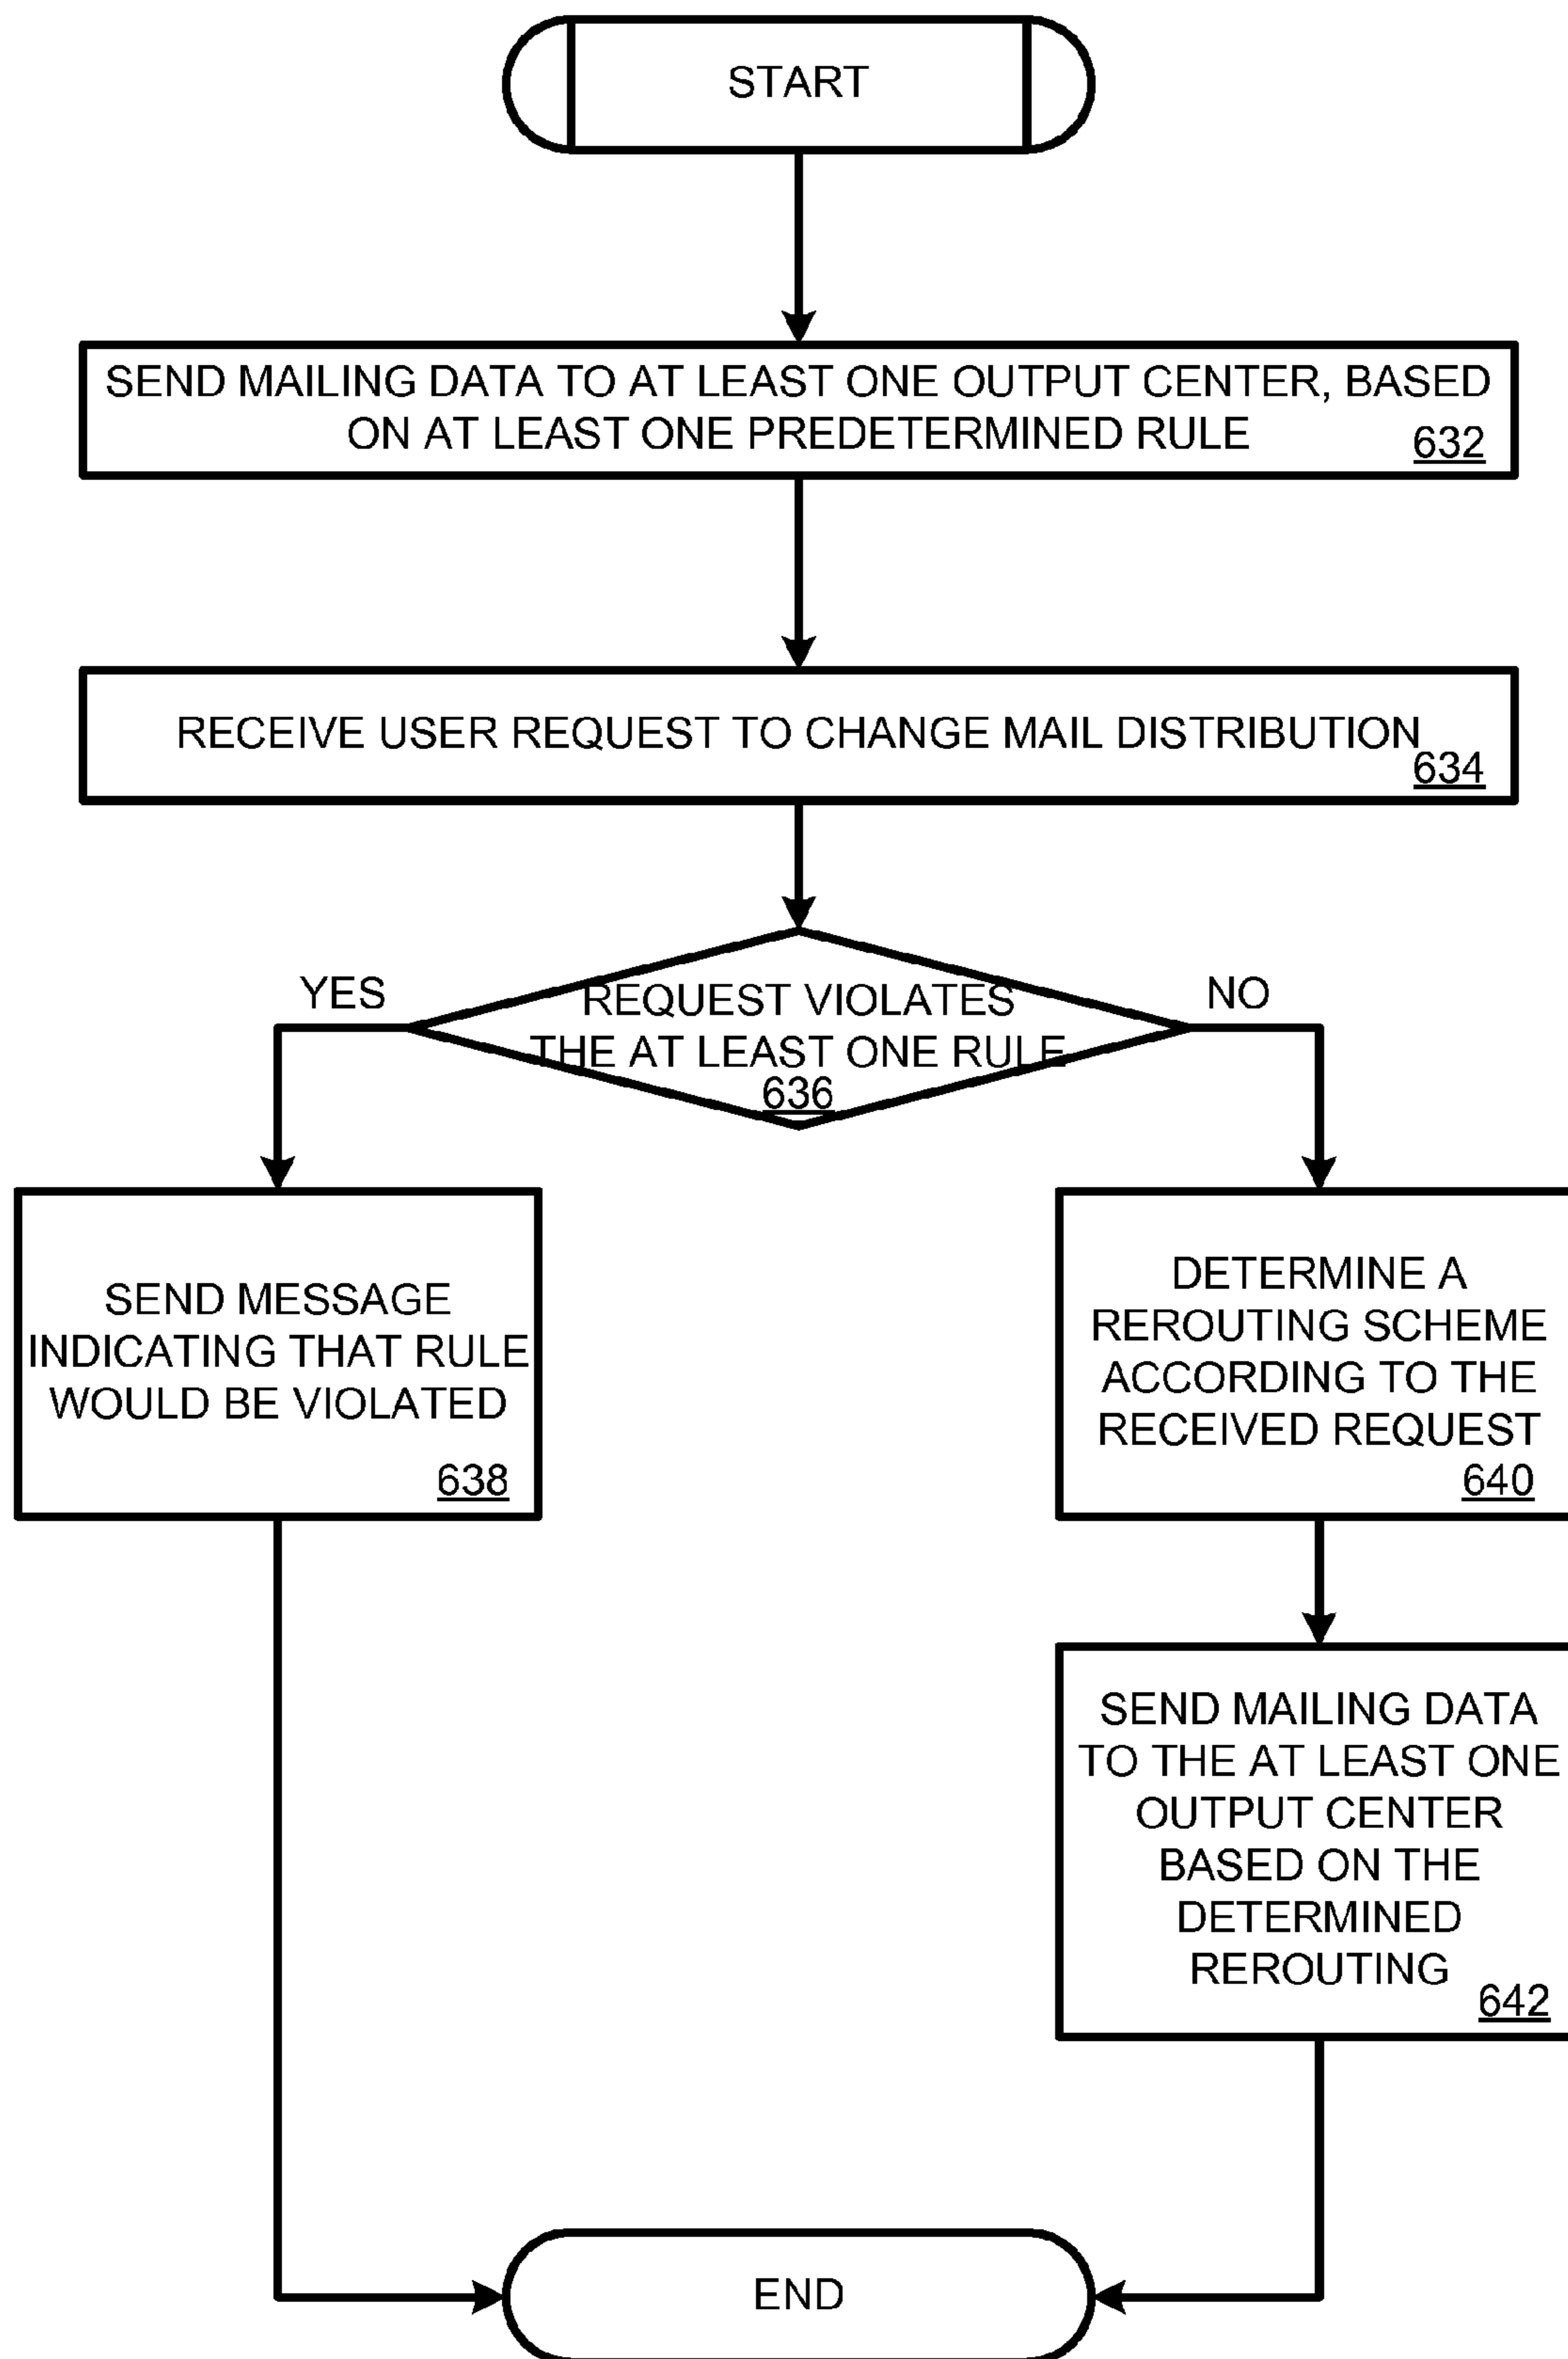 START
SEND MAILING DATA TO AT LEAST ONE OUTPUT CENTER, BASED
ON AT LEAST ONE PREDETERMINED RULE
632
RECEIVE USER REQUEST TO CHANGE MAIL DISTRIBUTION
634
YES
REQUEST VIOLATES
THE AT LEAST ONE RULE
636
NO
SEND MESSAGE
INDICATING THAT RULE
WOULD BE VIOLATED
638
DETERMINE A
REROUTING SCHEME
ACCORDING TO THE
RECEIVED REQUEST
640
SEND MAILING DATA
TO THE AT LEAST ONE
OUTPUT CENTER
BASED ON THE
DETERMINED
REROUTING
642
END